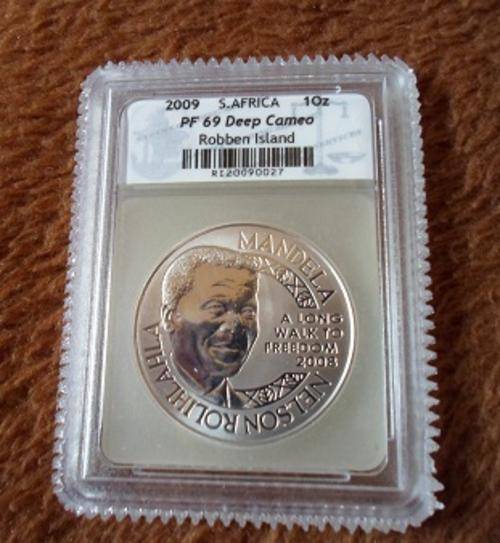 2009 S.AFRICA 1Oz
PF 69 Deep Cameo
Robben Island
RI20090027
MANDELA
A LONG
WALK TO
FREEDOM
2008
NELSON ROLIHLAHLA